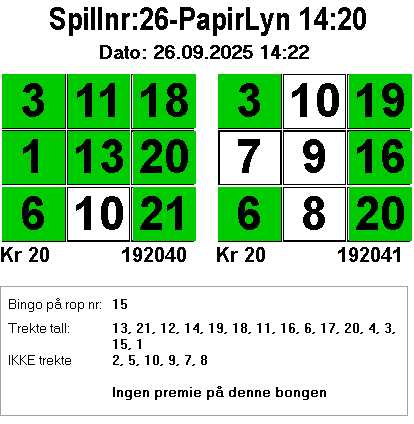 Spillnr:26-PapirLyn 14:20
Dato: 26.09.2025 14:22
3 11 18 3 10 19
1 13 20 7 9 16
6 10 21 6 8 20
Kr 20 192040 Kr 20 192041
Bingo på rop nr: 15
Trekte tall: 13, 21, 12, 14, 19, 18, 11, 16, 6, 17, 20, 4, 3,
15, 1
IKKE trekte 2, 5, 10, 9, 7, 8
Ingen premie på denne bongen